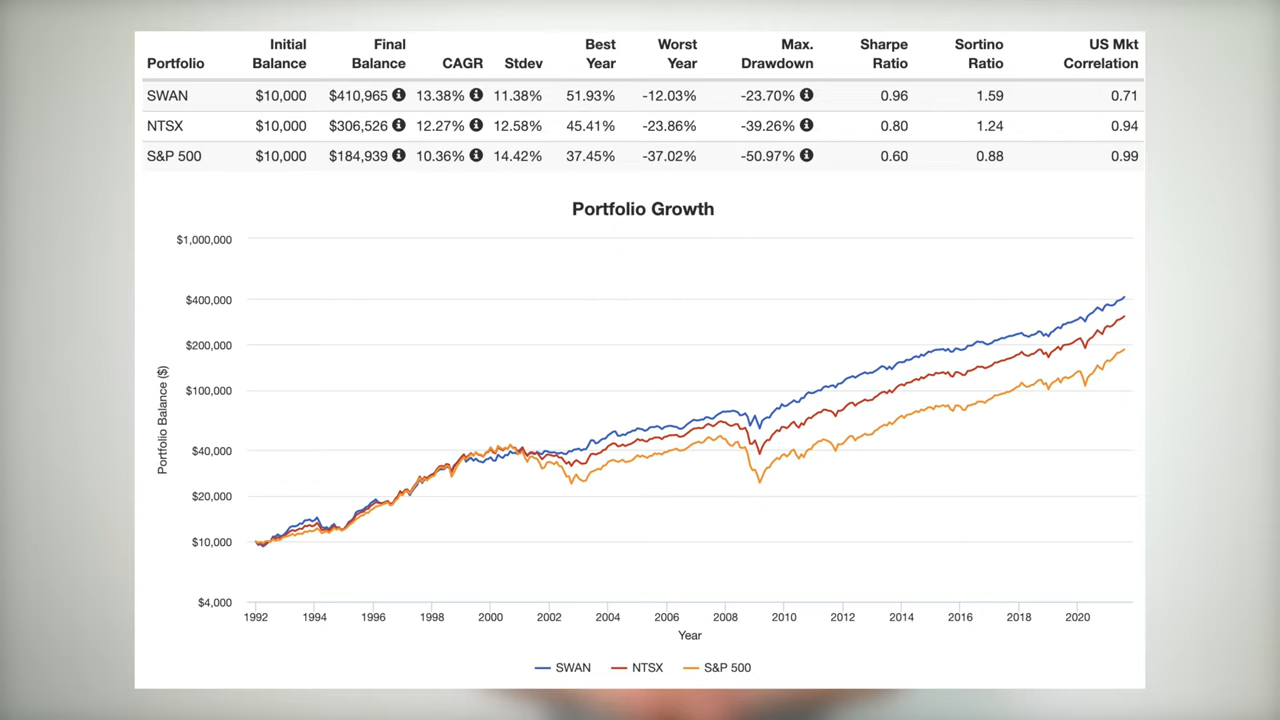 Portfolio Initial Balance Final Balance CAGR Stdev Best Year Worst Year Max. Drawdown Sharpe Ratio Sortino Ratio US Mkt Correlation
SWAN $10,000 $410,965 13.38% 11.38% 51.93% -12.03% -23.70% 0.96 1.59 0.71
NTSX $10,000 $306,526 12.27% 12.58% 45.41% -23.86% -39.26% 0.80 1.24 0.94
S&P 500 $10,000 $184,939 10.36% 14.42% 37.45% -37.02% -50.97% 0.60 0.88 0.99
Portfolio Growth
Portfolio Balance ($)
$1,000,000
$400,000
$200,000
$100,000
$40,000
$20,000
$10,000
$4,000
1992 1994 1996 1998 2000 2002 2004 2006 2008 2010 2012 2014 2016 2018 2020
Year
SWAN NTSX S&P 500